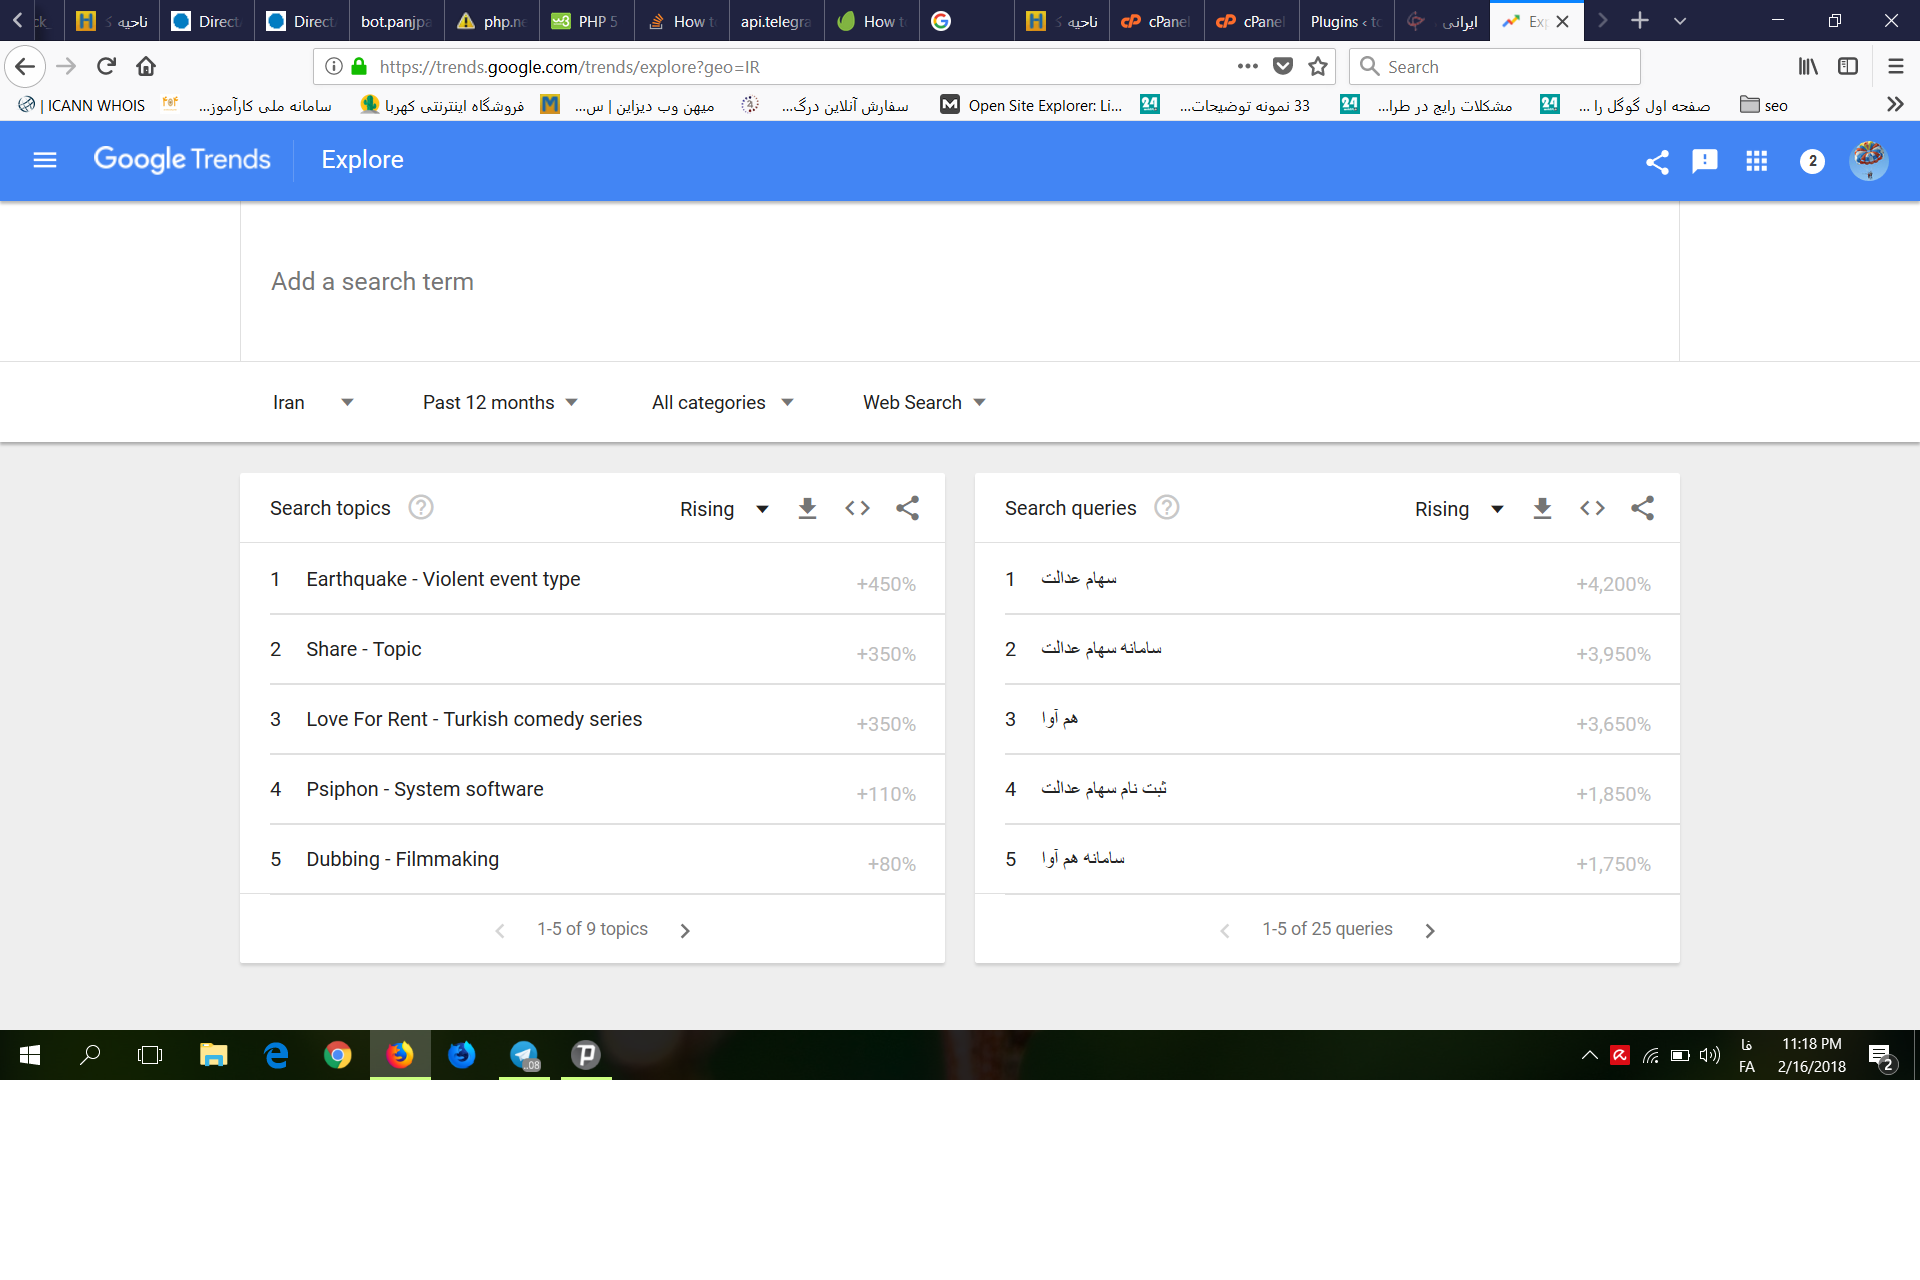 ck_ ناحیه ک Direct Direct bot.panjpa php.ne PHP 5 How t api.telegra How t ناحیه ک cPanel cPanel Plugins ‹ to ایرانی Exp
https://trends.google.com/trends/explore?geo=IR Search
| ICANN WHOIS سامانه ملی کارآموز... فروشگاه اینترنتی کهربا میهن وب دیزاین | س... سفارش آنلاین درگ... Open Site Explorer: Li... 33 نمونه توضیحات... مشکلات رایج در طرا... صفحه اول گوگل را ... seo
Google Trends Explore 2
Add a search term
Iran Past 12 months All categories Web Search
Search topics ? Rising
1 Earthquake - Violent event type +450%
2 Share - Topic +350%
3 Love For Rent - Turkish comedy series +350%
4 Psiphon - System software +110%
5 Dubbing - Filmmaking +80%
1-5 of 9 topics
Search queries ? Rising
1 سهام عدالت +4,200%
2 سامانه سهام عدالت +3,950%
3 هم آوا +3,650%
4 ثبت نام سهام عدالت +1,850%
5 سامانه هم آوا +1,750%
1-5 of 25 queries
..08 فا 11:18 PM
FA 2/16/2018 2